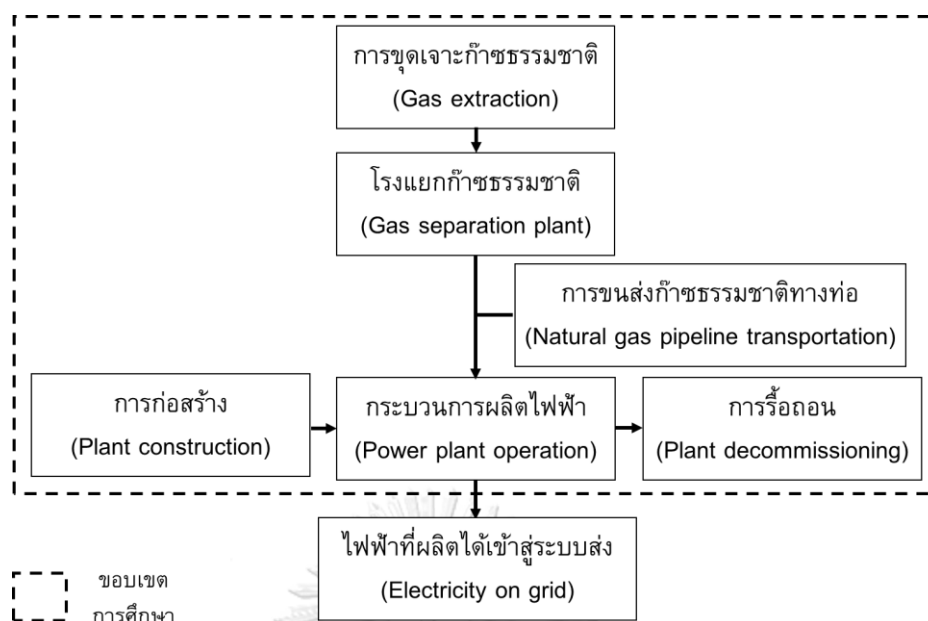 การขุดเจาะก๊าซธรรมชาติ
(Gas extraction)
โรงแยกก๊าซธรรมชาติ
(Gas separation plant)
การขนส่งก๊าซธรรมชาติทางท่อ
(Natural gas pipeline transportation)
การก่อสร้าง
(Plant construction)
กระบวนการผลิตไฟฟ้า
(Power plant operation)
การรื้อถอน
(Plant decommissioning)
ไฟฟ้าที่ผลิตได้เข้าสู่ระบบส่ง
(Electricity on grid)
ขอบเขต
การศึกษา